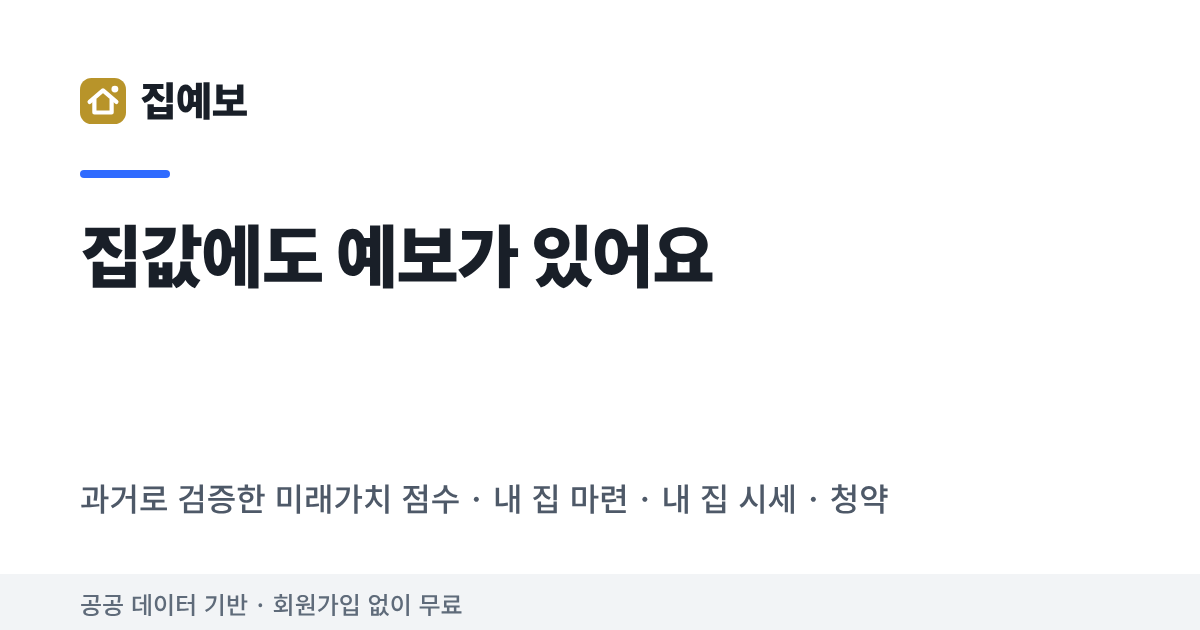 집예보
집값에도 예보가 있어요
과거로 검증한 미래가치 점수 · 내 집 마련 · 내 집 시세 · 청약
공공 데이터 기반 · 회원가입 없이 무료